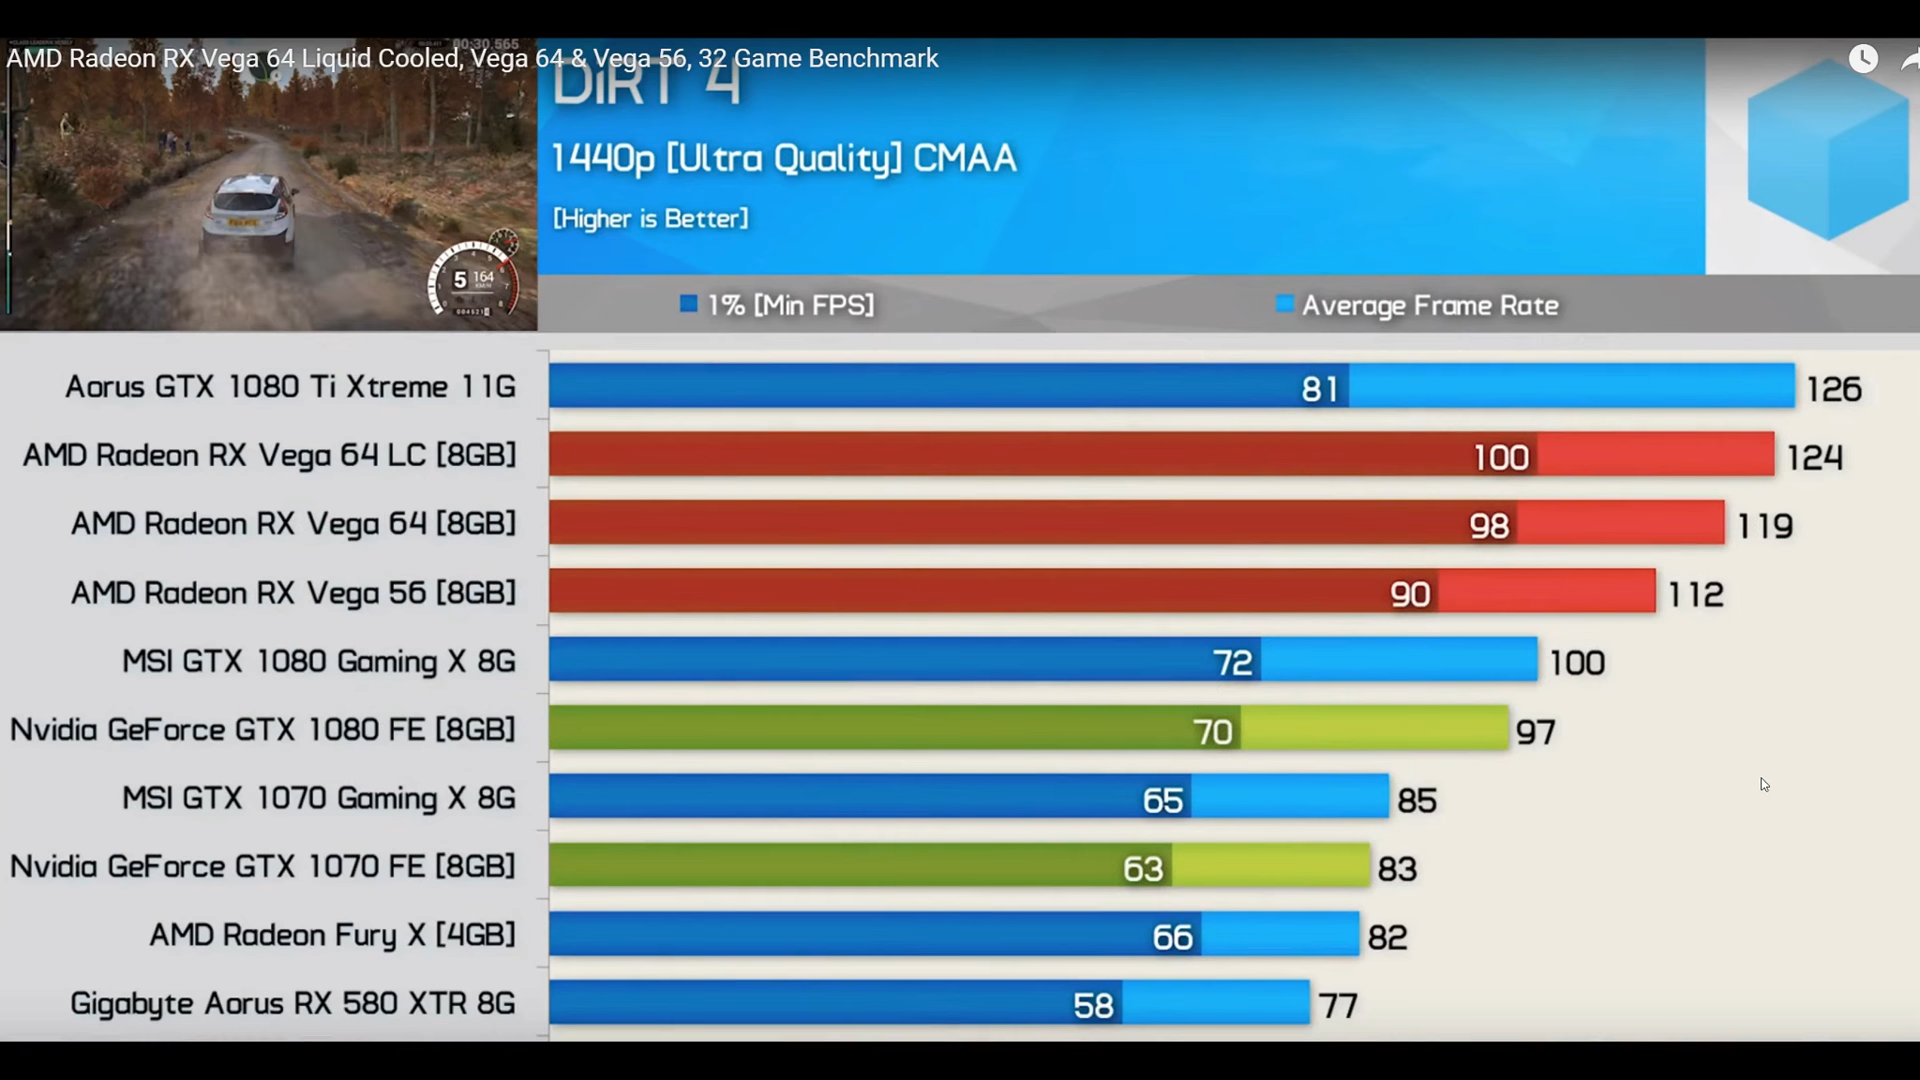 AMD Radeon RX Vega 64 Liquid Cooled, Vega 64 & Vega 56, 32 Game Benchmark
00:30.565
DiRT 4
1440p [Ultra Quality] CMAA
[Higher is Better]
5 164
1% [Min FPS]
Average Frame Rate
Aorus GTX 1080 Ti Xtreme 11G 81 126
AMD Radeon RX Vega 64 LC [8GB] 100 124
AMD Radeon RX Vega 64 [8GB] 98 119
AMD Radeon RX Vega 56 [8GB] 90 112
MSI GTX 1080 Gaming X 8G 72 100
Nvidia GeForce GTX 1080 FE [8GB] 70 97
MSI GTX 1070 Gaming X 8G 65 85
Nvidia GeForce GTX 1070 FE [8GB] 63 83
AMD Radeon Fury X [4GB] 66 82
Gigabyte Aorus RX 580 XTR 8G 58 77